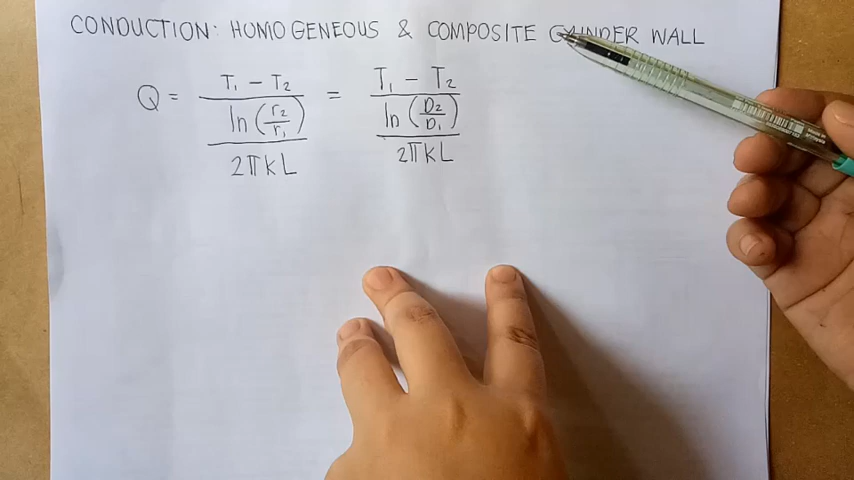 CONDUCTION: HOMOGENEOUS & COMPOSITE CYLINDER WALL
Q = (T₁ - T₂) / (ln(r₂/r₁) / 2πkL) = (T₁ - T₂) / (ln(D₂/D₁) / 2πkL)